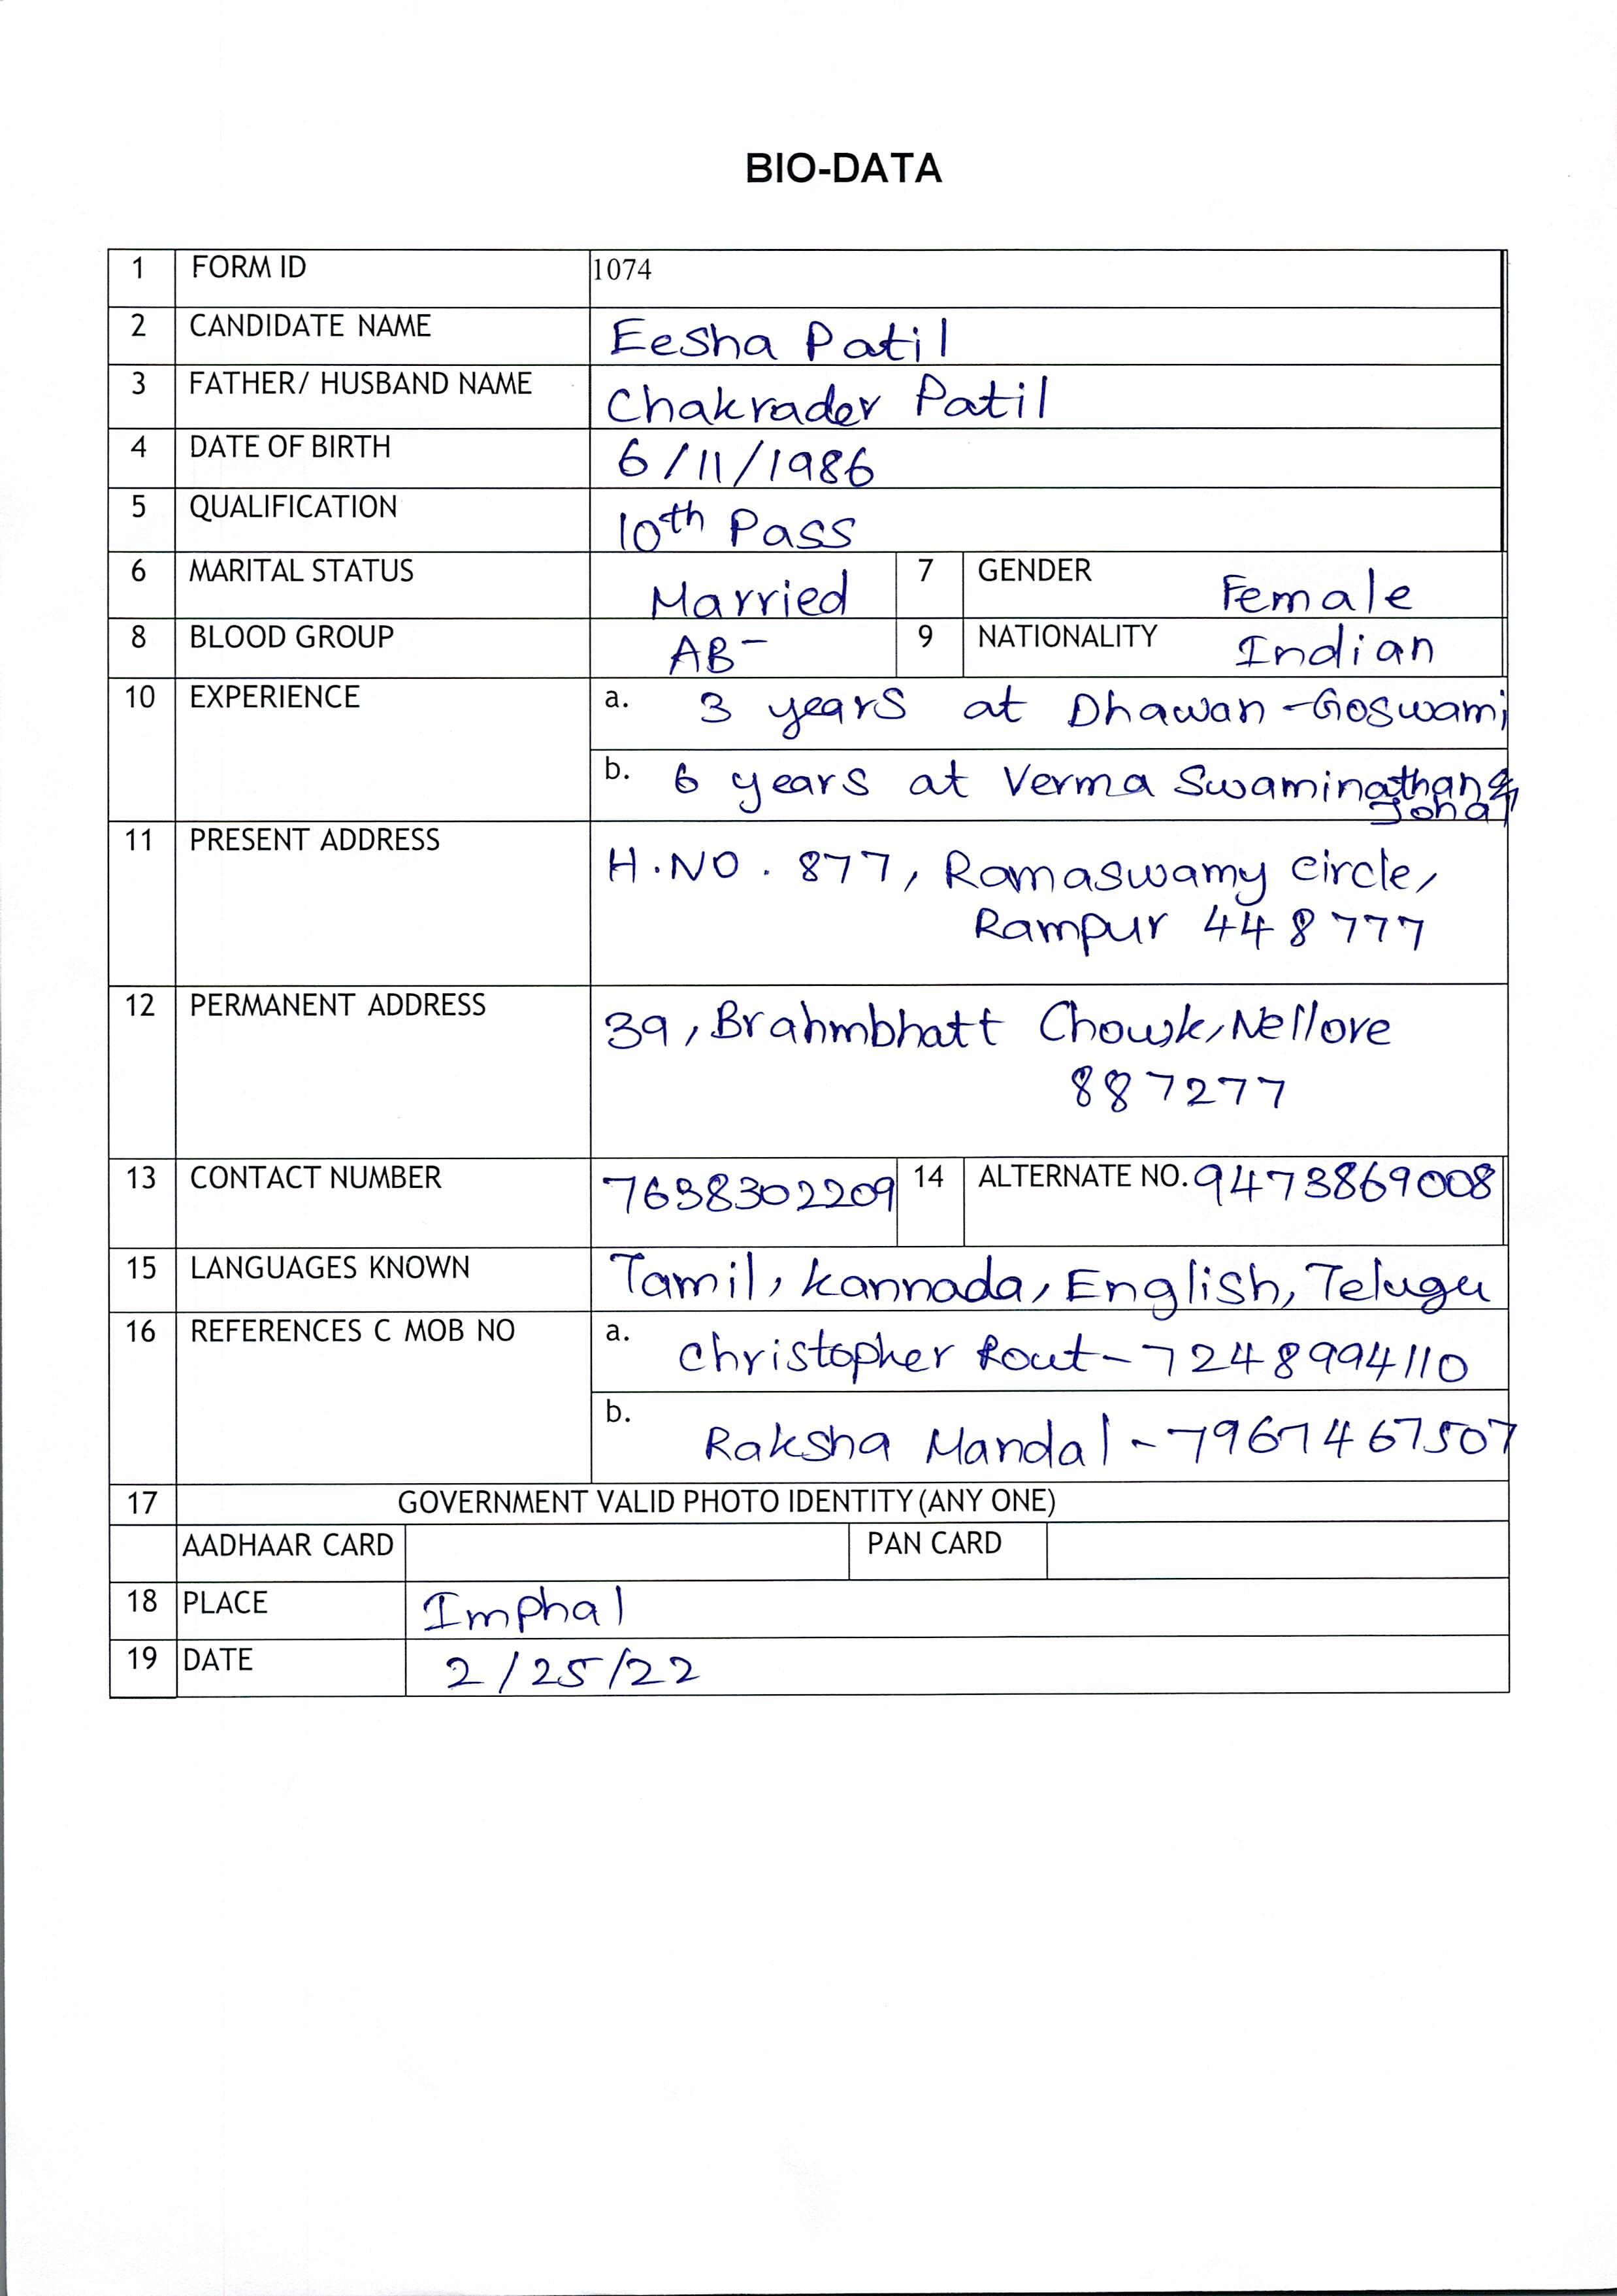 BIO-DATA
1 FORM ID 1074
2 CANDIDATE NAME Eesha Patil
3 FATHER/ HUSBAND NAME Chakrader Patil
4 DATE OF BIRTH 6/11/1986
5 QUALIFICATION 10th Pass
6 MARITAL STATUS Married 7 GENDER Female
8 BLOOD GROUP AB- 9 NATIONALITY Indian
10 EXPERIENCE a. 3 years at Dhawan-Goswami
b. 6 years at Verma Swaminathan &
Johal
11 PRESENT ADDRESS H.NO. 877, Ramaswamy circle,
Rampur 448777
12 PERMANENT ADDRESS 39, Brahmbhatt Chowk, Nellore
887277
13 CONTACT NUMBER 7638302209 14 ALTERNATE NO. 9473869008
15 LANGUAGES KNOWN Tamil, Kannada, English, Telugu
16 REFERENCES C MOB NO a. Christopher Rout - 7248994110
b. Raksha Mandal - 7967467507
17 GOVERNMENT VALID PHOTO IDENTITY (ANY ONE)
AADHAAR CARD PAN CARD
18 PLACE Imphal
19 DATE 2/25/22